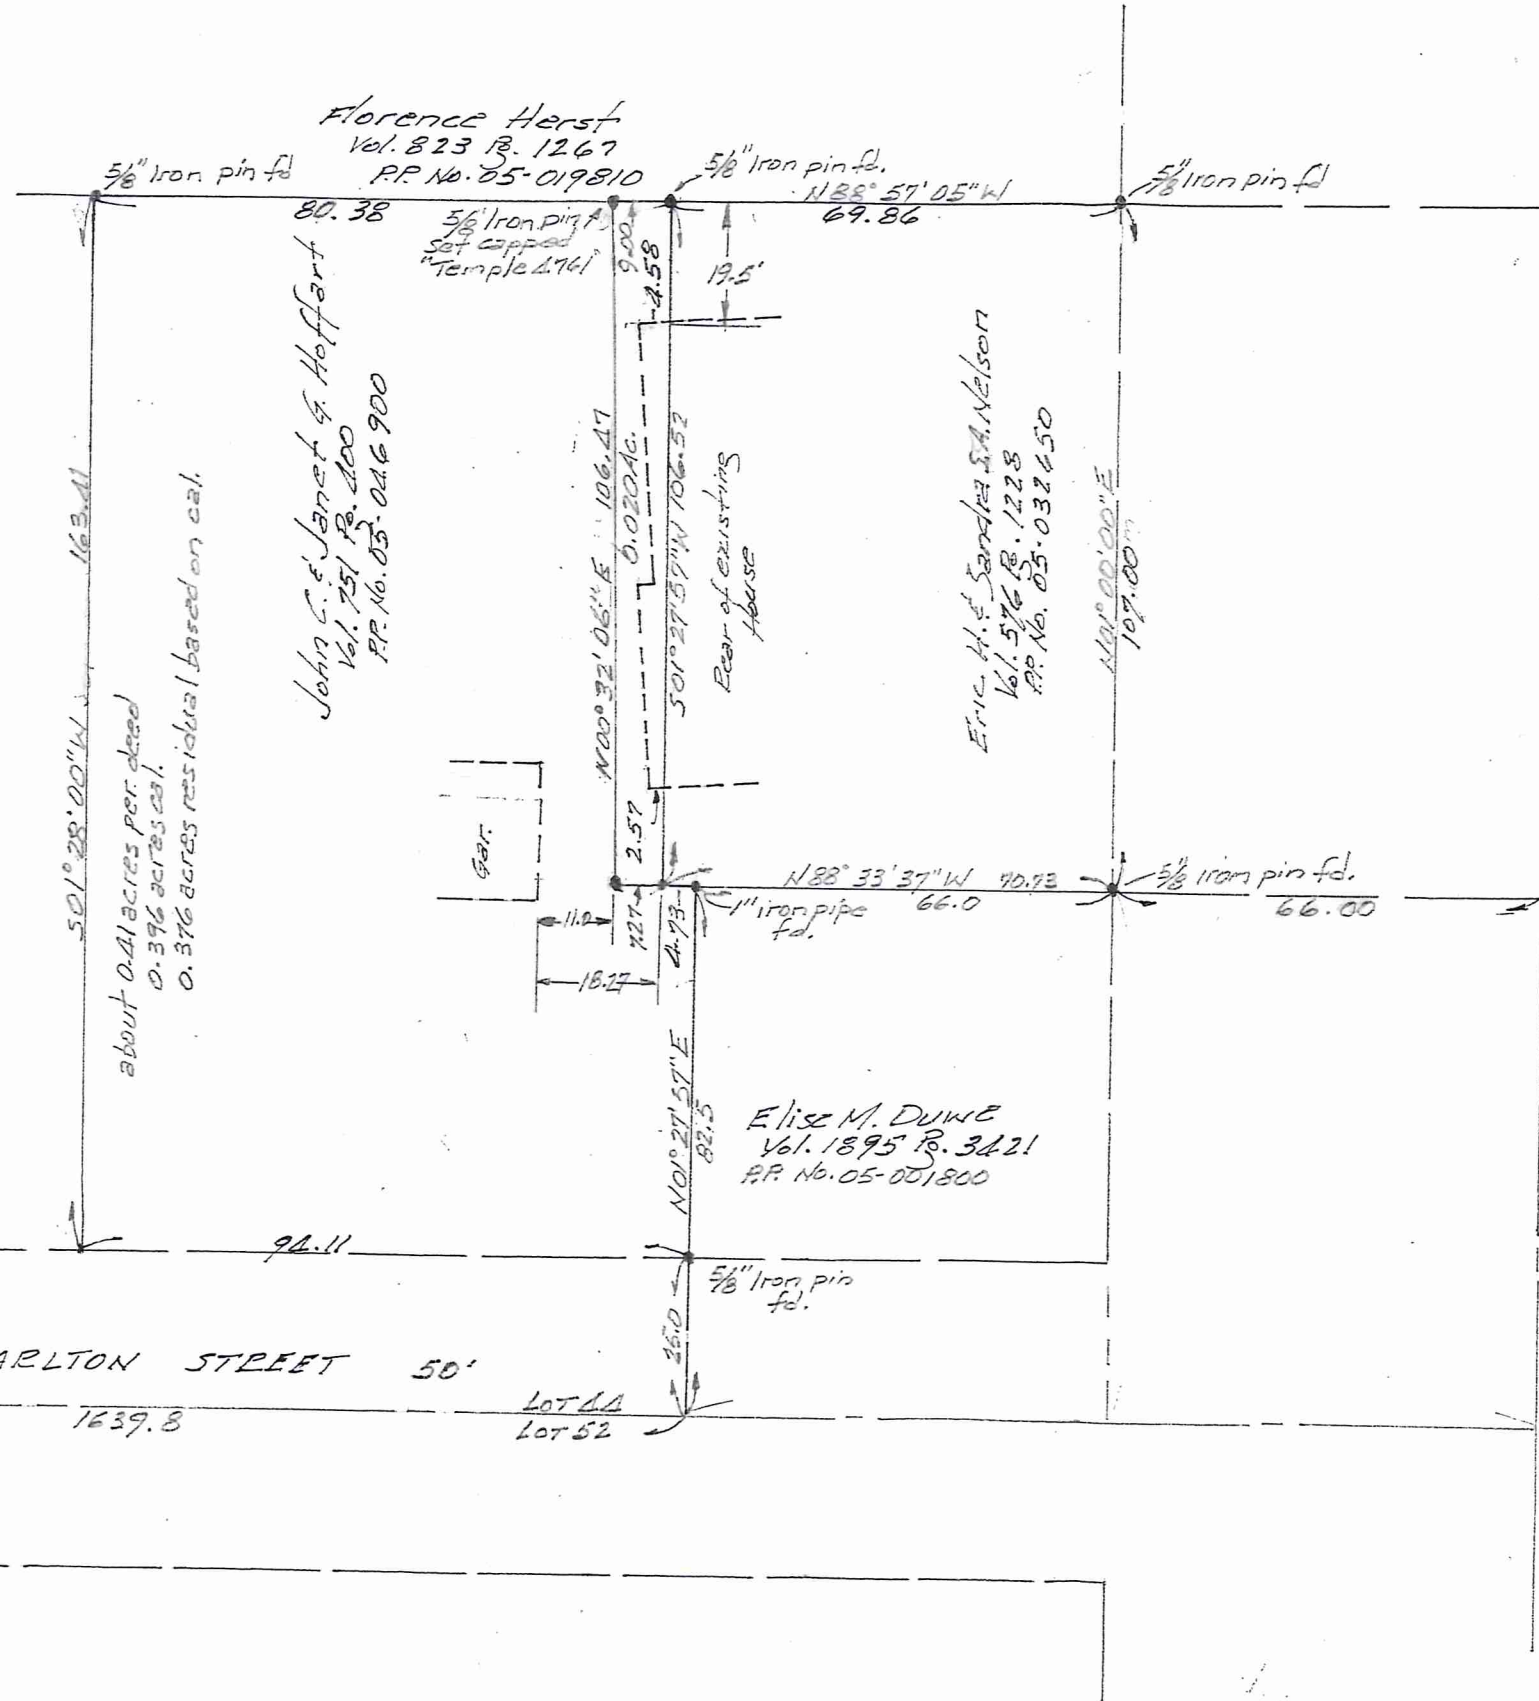 Florence Herst
Vol. 823 Pg. 1267
P.P. No. 05-019810
5/8" Iron pin fd
5/8" Iron pin fd.
5/8" Iron pin fd
80.38
N88° 57' 05" W
69.86
5/8" Iron pin
Set capped
"Temple 4761"
9.00
4.58
19.5'
John C. & Janet G. Hoffart
Vol. 751 Pg. 400
P.P. No. 05-046900
S01° 28' 00" W 163.41
about 0.41 acres per deed
0.396 acres cal.
0.376 acres residual based on cal.
N00° 32' 06" E 106.47
0.020 Ac.
S01° 27' 57" W 106.52
Rear of existing
House
Eric H. & Sandra S.A. Nelson
Vol. 576 Pg. 1228
P.P. No. 05-032650
N01° 00' 00" E
107.00
Gar.
2.57
11.0
7.27
4.73
18.27
N88° 33' 37" W 70.73
66.0
1" iron pipe
fd.
5/8" iron pin fd.
66.00
N01° 27' 57" E
82.5
Elise M. Duwe
Vol. 1895 Pg. 3421
P.P. No. 05-001800
94.11
5/8" Iron pin
fd.
ARLTON STREET 50'
1639.8
LOT 44
LOT 52